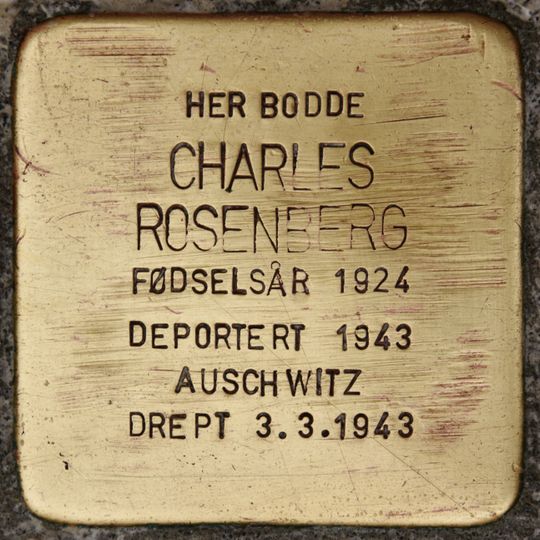 HER BODDE
CHARLES
ROSENBERG
FØDSELSÅR 1924
DEPORTERT 1943
AUSCHWITZ
DREPT 3.3.1943